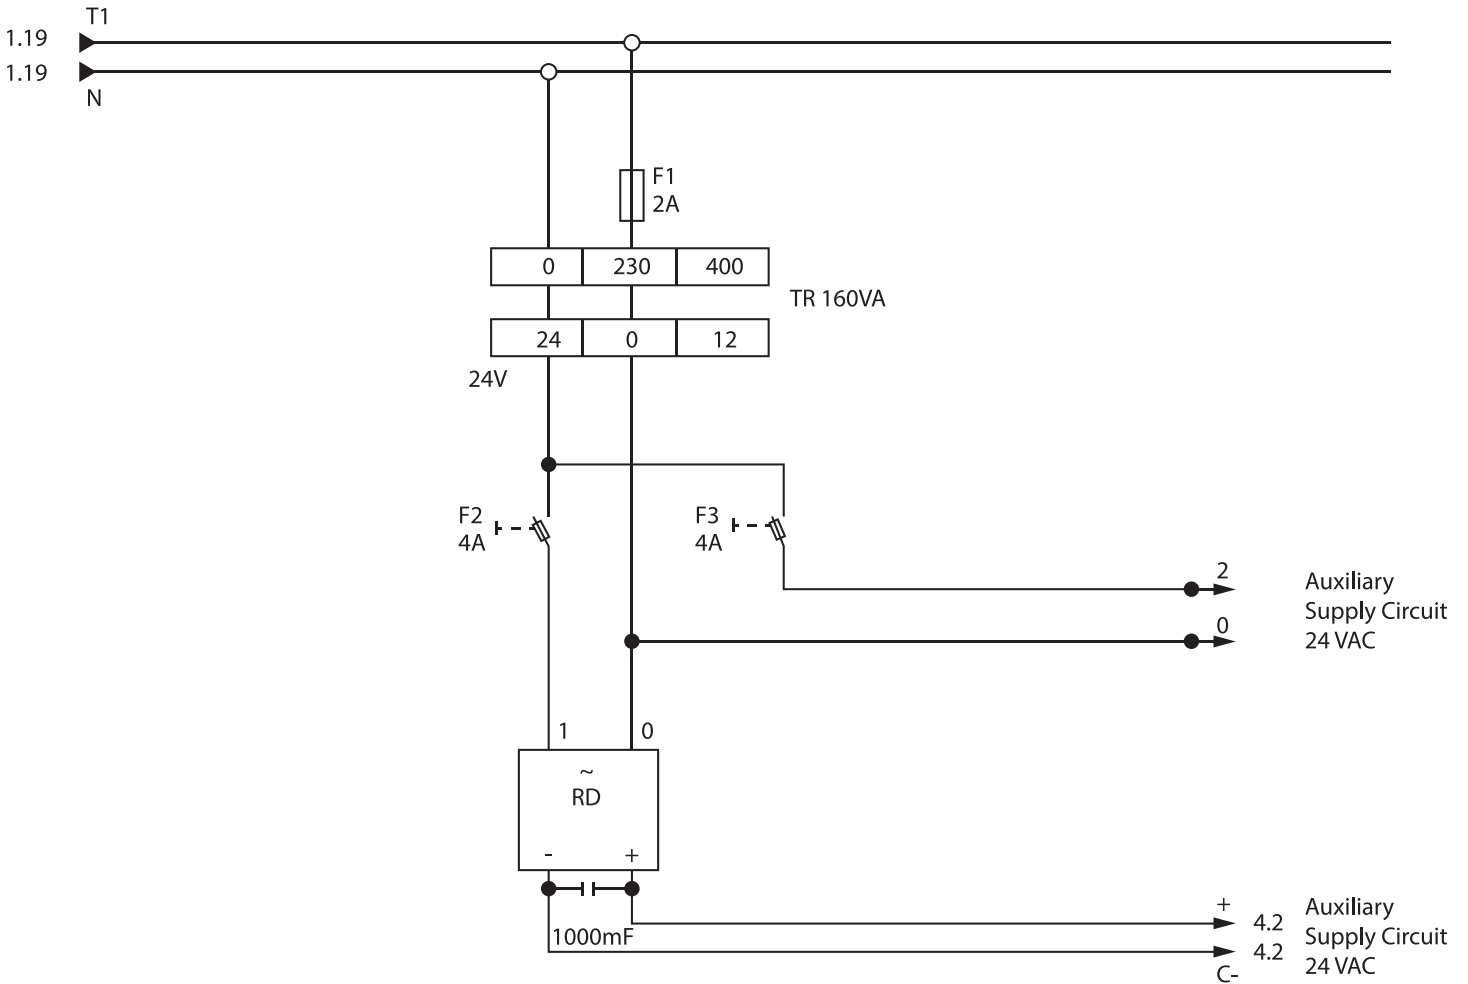 T1
1.19
1.19
N
F1
2A
0 230 400
TR 160VA
24 0 12
24V
F2
4A
F3
4A
2
0
Auxiliary
Supply Circuit
24 VAC
1 0
~
RD
- +
1000mF
+
4.2
4.2
C-
Auxiliary
Supply Circuit
24 VAC